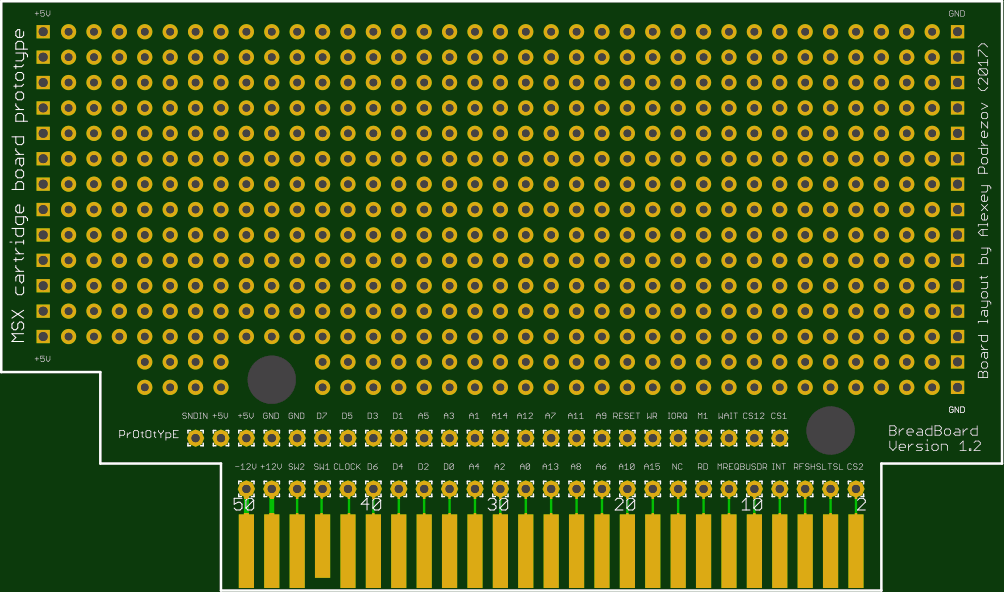 +5V
GND
MSX cartridge board prototype
Board layout by Alexey Podrezov (2017)
+5V
GND
SNDIN +5V +5V GND GND D7 D5 D3 D1 A5 A3 A1 A14 A12 A7 A11 A9 RESET WR IORQ M1 WAIT CS12 CS1
PrOtOtYpE
BreadBoard
Version 1.2
-12V +12V SW2 SW1 CLOCK D6 D4 D2 D0 A4 A2 A0 A13 A8 A6 A10 A15 NC RD MREQ BUSDR INT RFSH SLTSL CS2
50 40 30 20 10 2